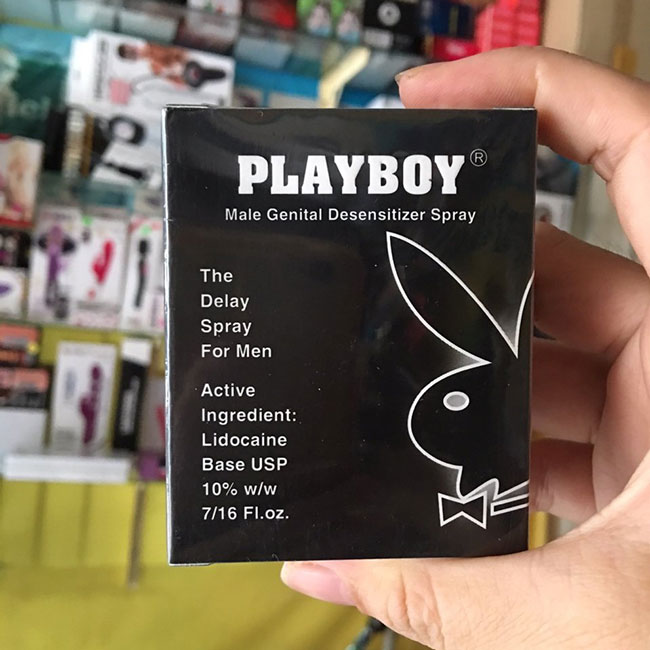 PLAYBOY®
Male Genital Desensitizer Spray
The
Delay
Spray
For Men
Active
Ingredient:
Lidocaine
Base USP
10% w/w
7/16 Fl.oz.